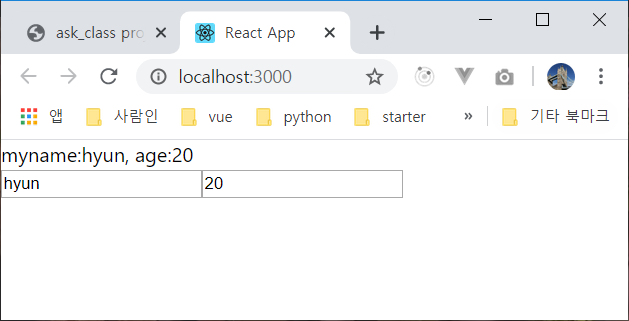 ask_class pro
React App
localhost:3000
앱 사람인 vue python starter » 기타 북마크
myname:hyun, age:20
hyun 20